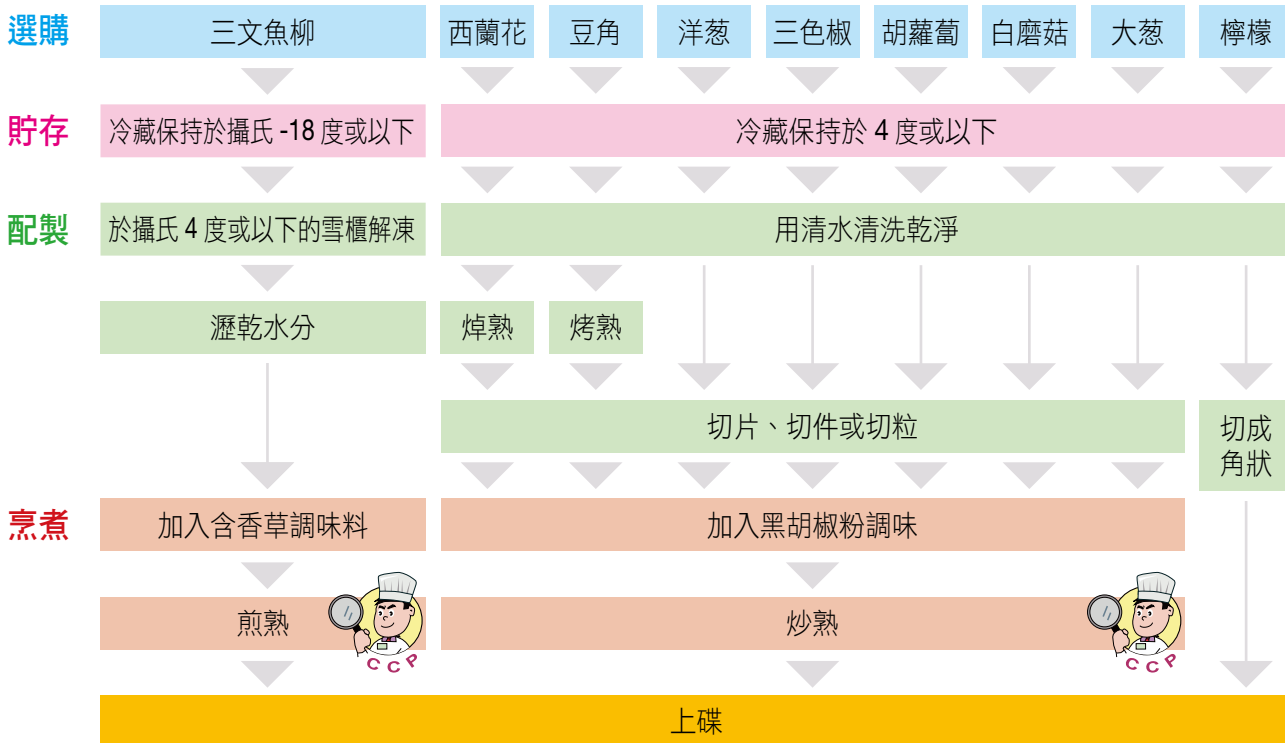 選購
三文魚柳
西蘭花
豆角
洋葱
三色椒
胡蘿蔔
白蘑菇
大葱
檸檬
貯存
冷藏保持於攝氏 -18 度或以下
冷藏保持於 4 度或以下
配製
於攝氏 4 度或以下的雪櫃解凍
用清水清洗乾淨
瀝乾水分
焯熟
烤熟
切片、切件或切粒
切成
角狀
烹煮
加入含香草調味料
加入黑胡椒粉調味
煎熟
CCP
炒熟
CCP
上碟